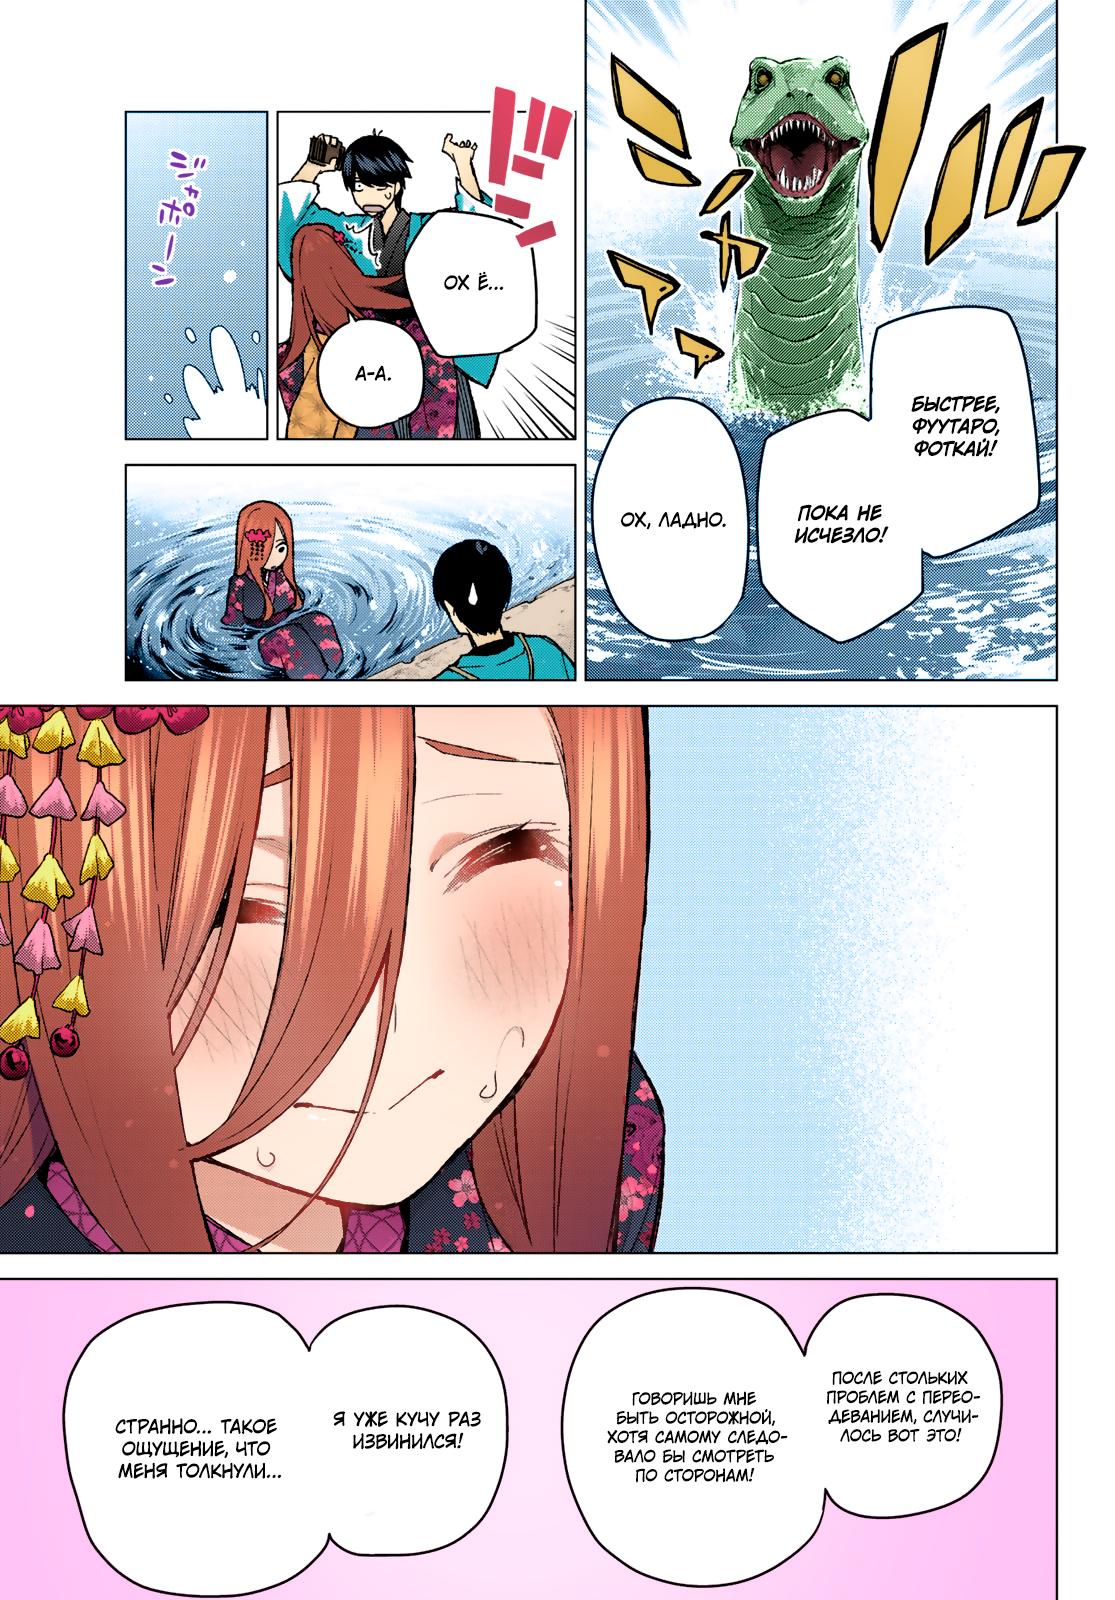 БЫСТРЕЕ,
ФУУТАРО,
ФОТКАЙ!
ПОКА НЕ
ИСЧЕЗЛО!
ОХ, ЛАДНО.
ОХ Ё...
А-А.
ジャ
ポーン
ПОСЛЕ СТОЛЬКИХ
ПРОБЛЕМ С ПЕРЕО-
ДЕВАНИЕМ, СЛУЧИ-
ЛОСЬ ВОТ ЭТО!
ГОВОРИШЬ МНЕ
БЫТЬ ОСТОРОЖНОЙ,
ХОТЯ САМОМУ СЛЕДО-
ВАЛО БЫ СМОТРЕТЬ
ПО СТОРОНАМ!
Я УЖЕ КУЧУ РАЗ
ИЗВИНИЛСЯ!
СТРАННО... ТАКОЕ
ОЩУЩЕНИЕ, ЧТО
МЕНЯ ТОЛКНУЛИ...